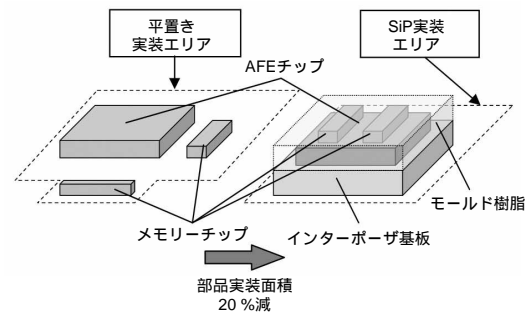 平置き
実装エリア
SiP実装
エリア
AFEチップ
モールド樹脂
メモリーチップ
インターポーザ基板
部品実装面積
20 %減